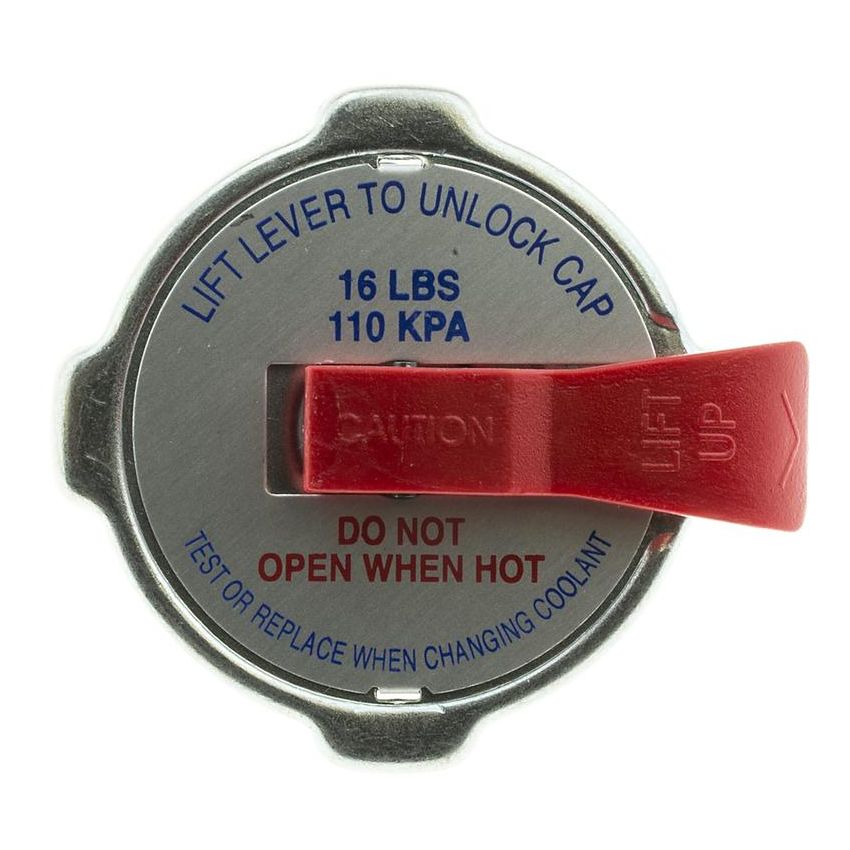 LIFT LEVER TO UNLOCK CAP
16 LBS
110 KPA
CAUTION
LIFT
UP
DO NOT
OPEN WHEN HOT
TEST OR REPLACE WHEN CHANGING COOLANT